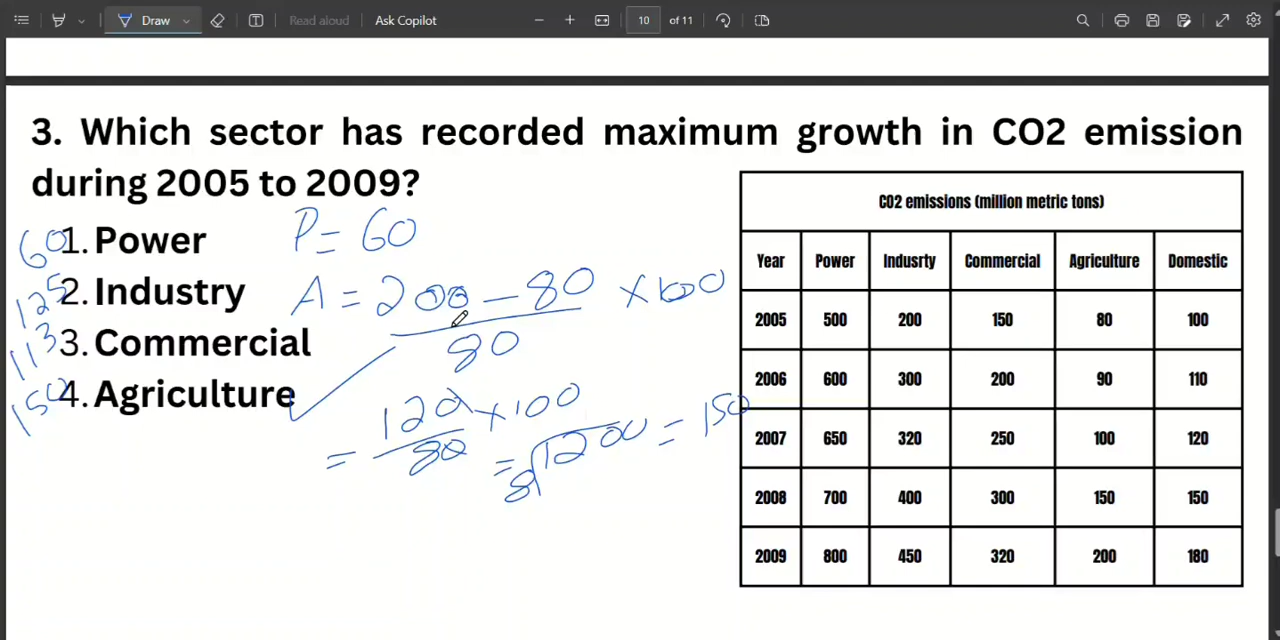 Draw
Read aloud
Ask Copilot
10
of 11
3. Which sector has recorded maximum growth in CO2 emission
during 2005 to 2009?
60
1. Power
P = 60
125
2. Industry
A = 200 - 80 × 100
80
113
3. Commercial
150
4. Agriculture
= 120 × 100
80
= 8√1200 = 150
CO2 emissions (million metric tons)
Year Power Indusrty Commercial Agriculture Domestic
2005 500 200 150 80 100
2006 600 300 200 90 110
2007 650 320 250 100 120
2008 700 400 300 150 150
2009 800 450 320 200 180